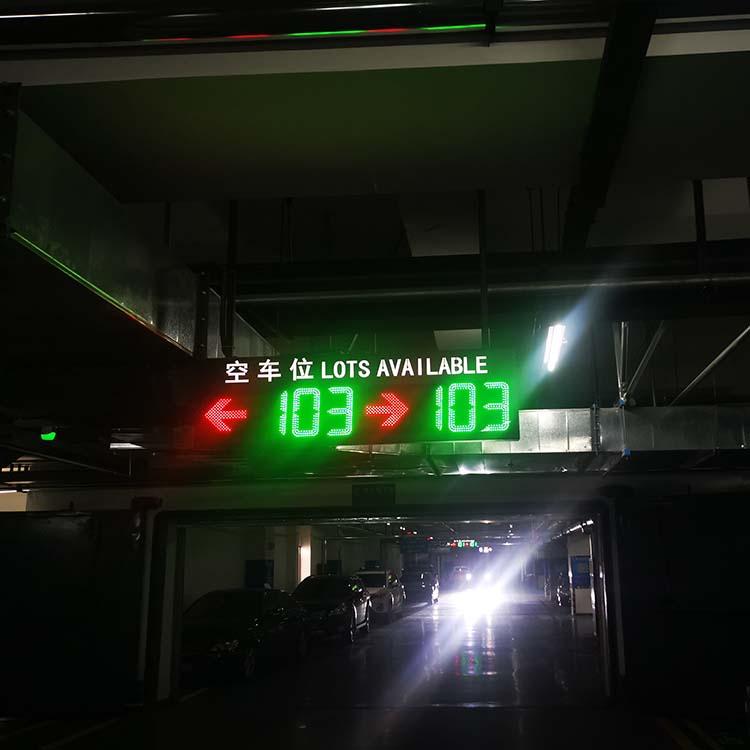 空车位 LOTS AVAILABLE
← 103 → 103